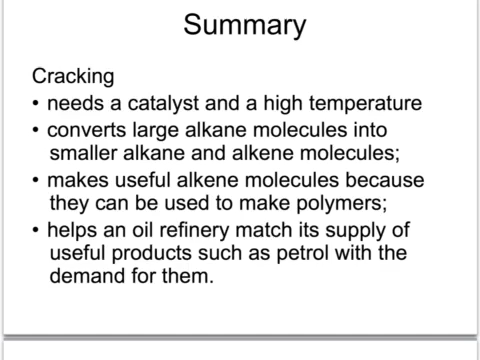 Summary
Cracking
• needs a catalyst and a high temperature
• converts large alkane molecules into
smaller alkane and alkene molecules;
• makes useful alkene molecules because
they can be used to make polymers;
• helps an oil refinery match its supply of
useful products such as petrol with the
demand for them.